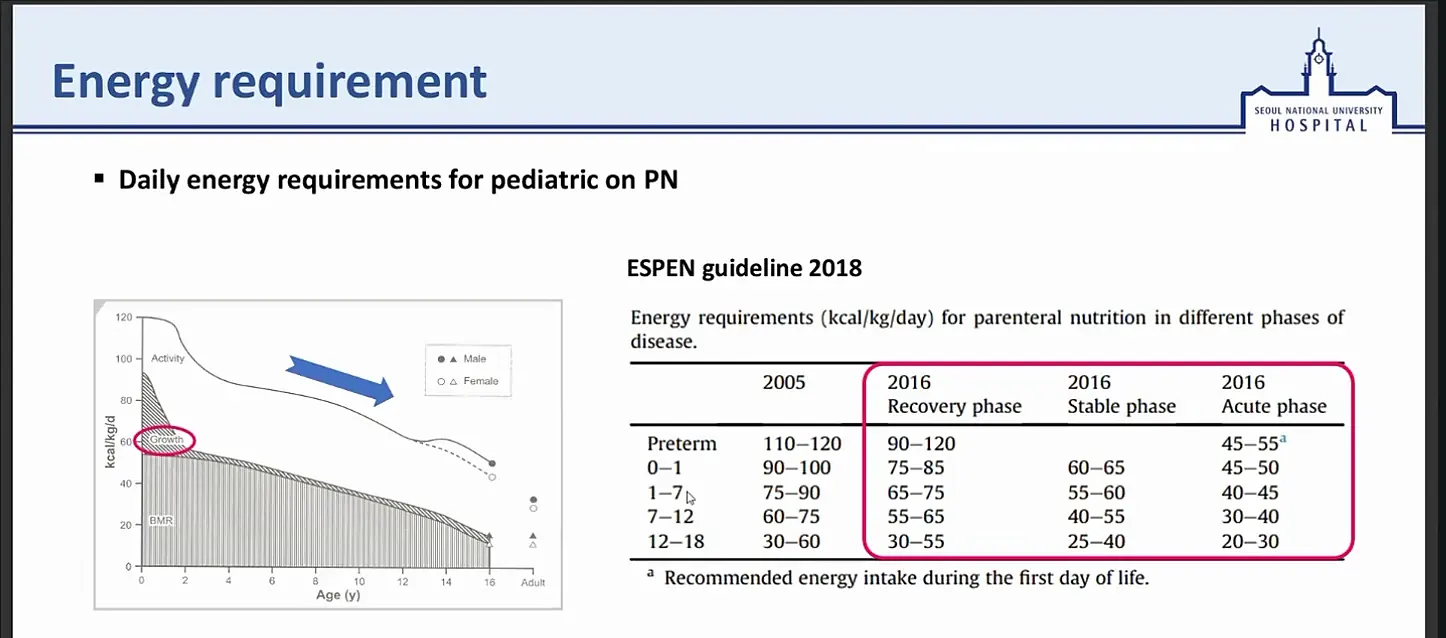 Energy requirement
SEOUL NATIONAL UNIVERSITY
HOSPITAL
▪ Daily energy requirements for pediatric on PN
ESPEN guideline 2018
Energy requirements (kcal/kg/day) for parenteral nutrition in different phases of
disease.
2005 2016 2016 2016
Recovery phase Stable phase Acute phase
Preterm 110–120 90–120 45–55a
0–1 90–100 75–85 60–65 45–50
1–7 75–90 65–75 55–60 40–45
7–12 60–75 55–65 40–55 30–40
12–18 30–60 30–55 25–40 20–30
a Recommended energy intake during the first day of life.
120
100
80
60
40
20
0
kcal/kg/d
Activity
Growth
BMR
Male
Female
0 2 4 6 8 10 12 14 16 Adult
Age (y)